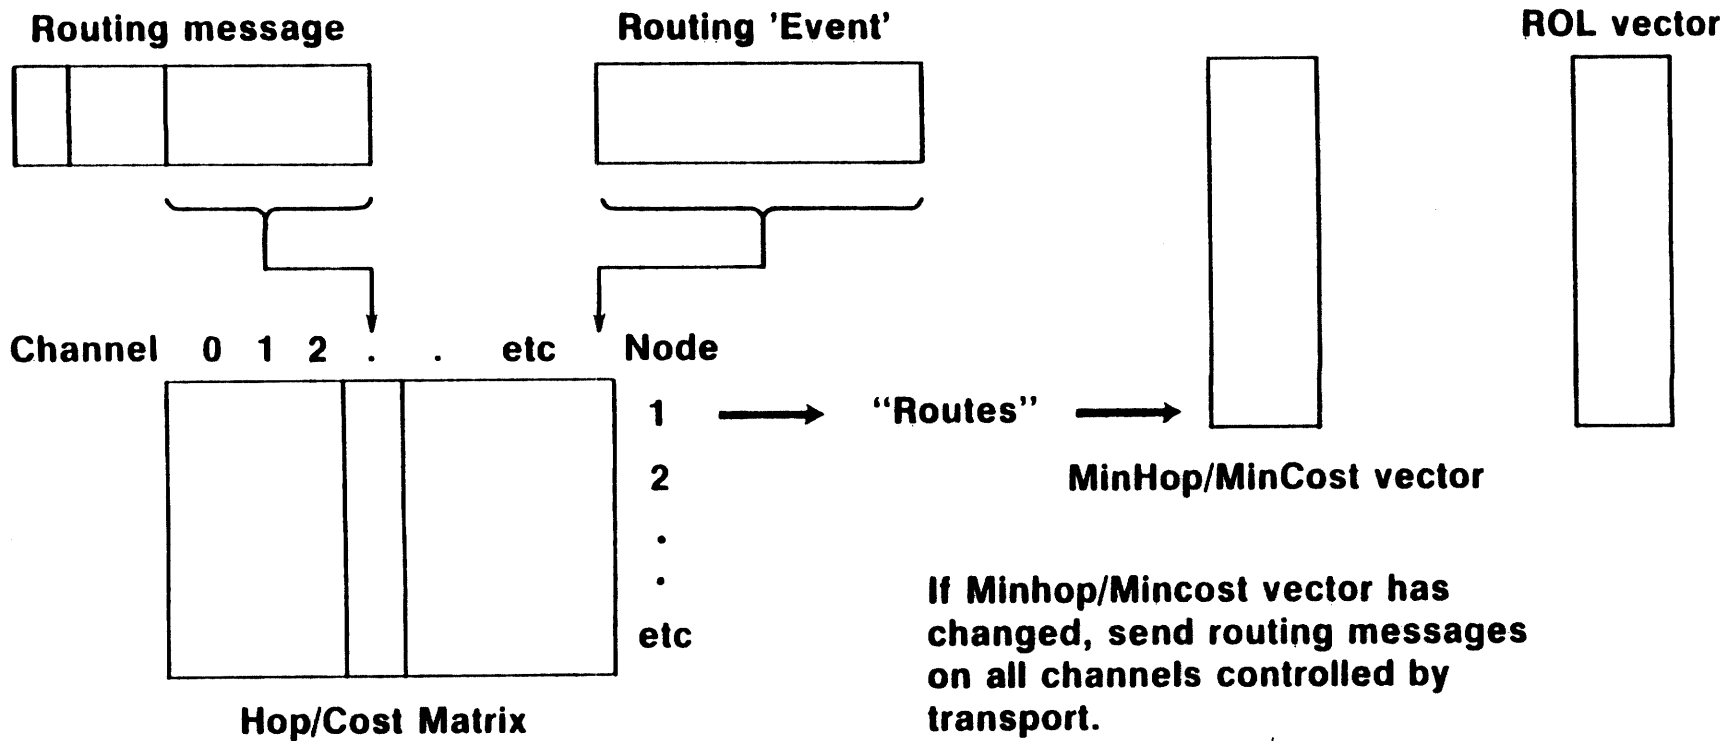 Routing message
Routing 'Event'
ROL vector
Channel 0 1 2 . . etc Node
1 “Routes”
2
MinHop/MinCost vector
.
.
etc
If Minhop/Mincost vector has
changed, send routing messages
on all channels controlled by
transport.
Hop/Cost Matrix